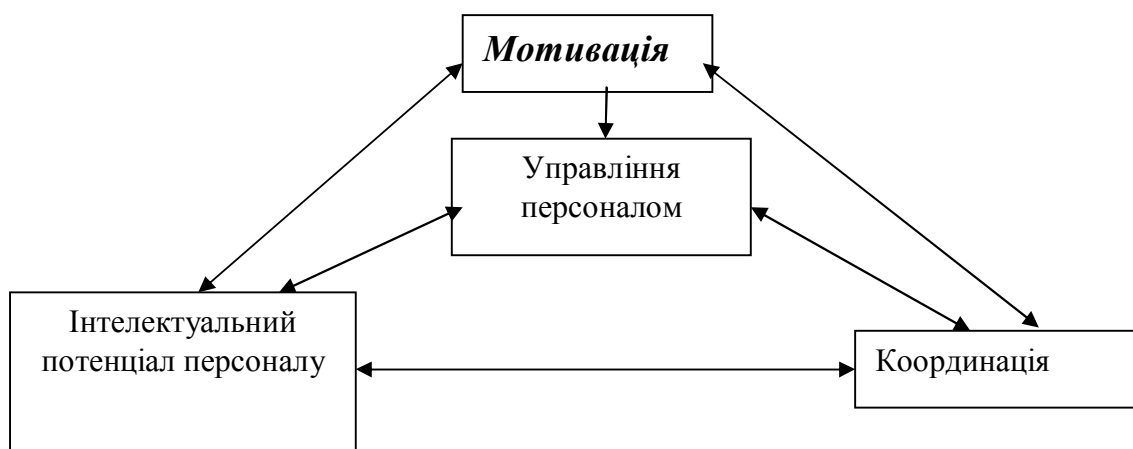 Мотивація
Управління
персоналом
Інтелектуальний
потенціал персоналу
Координація